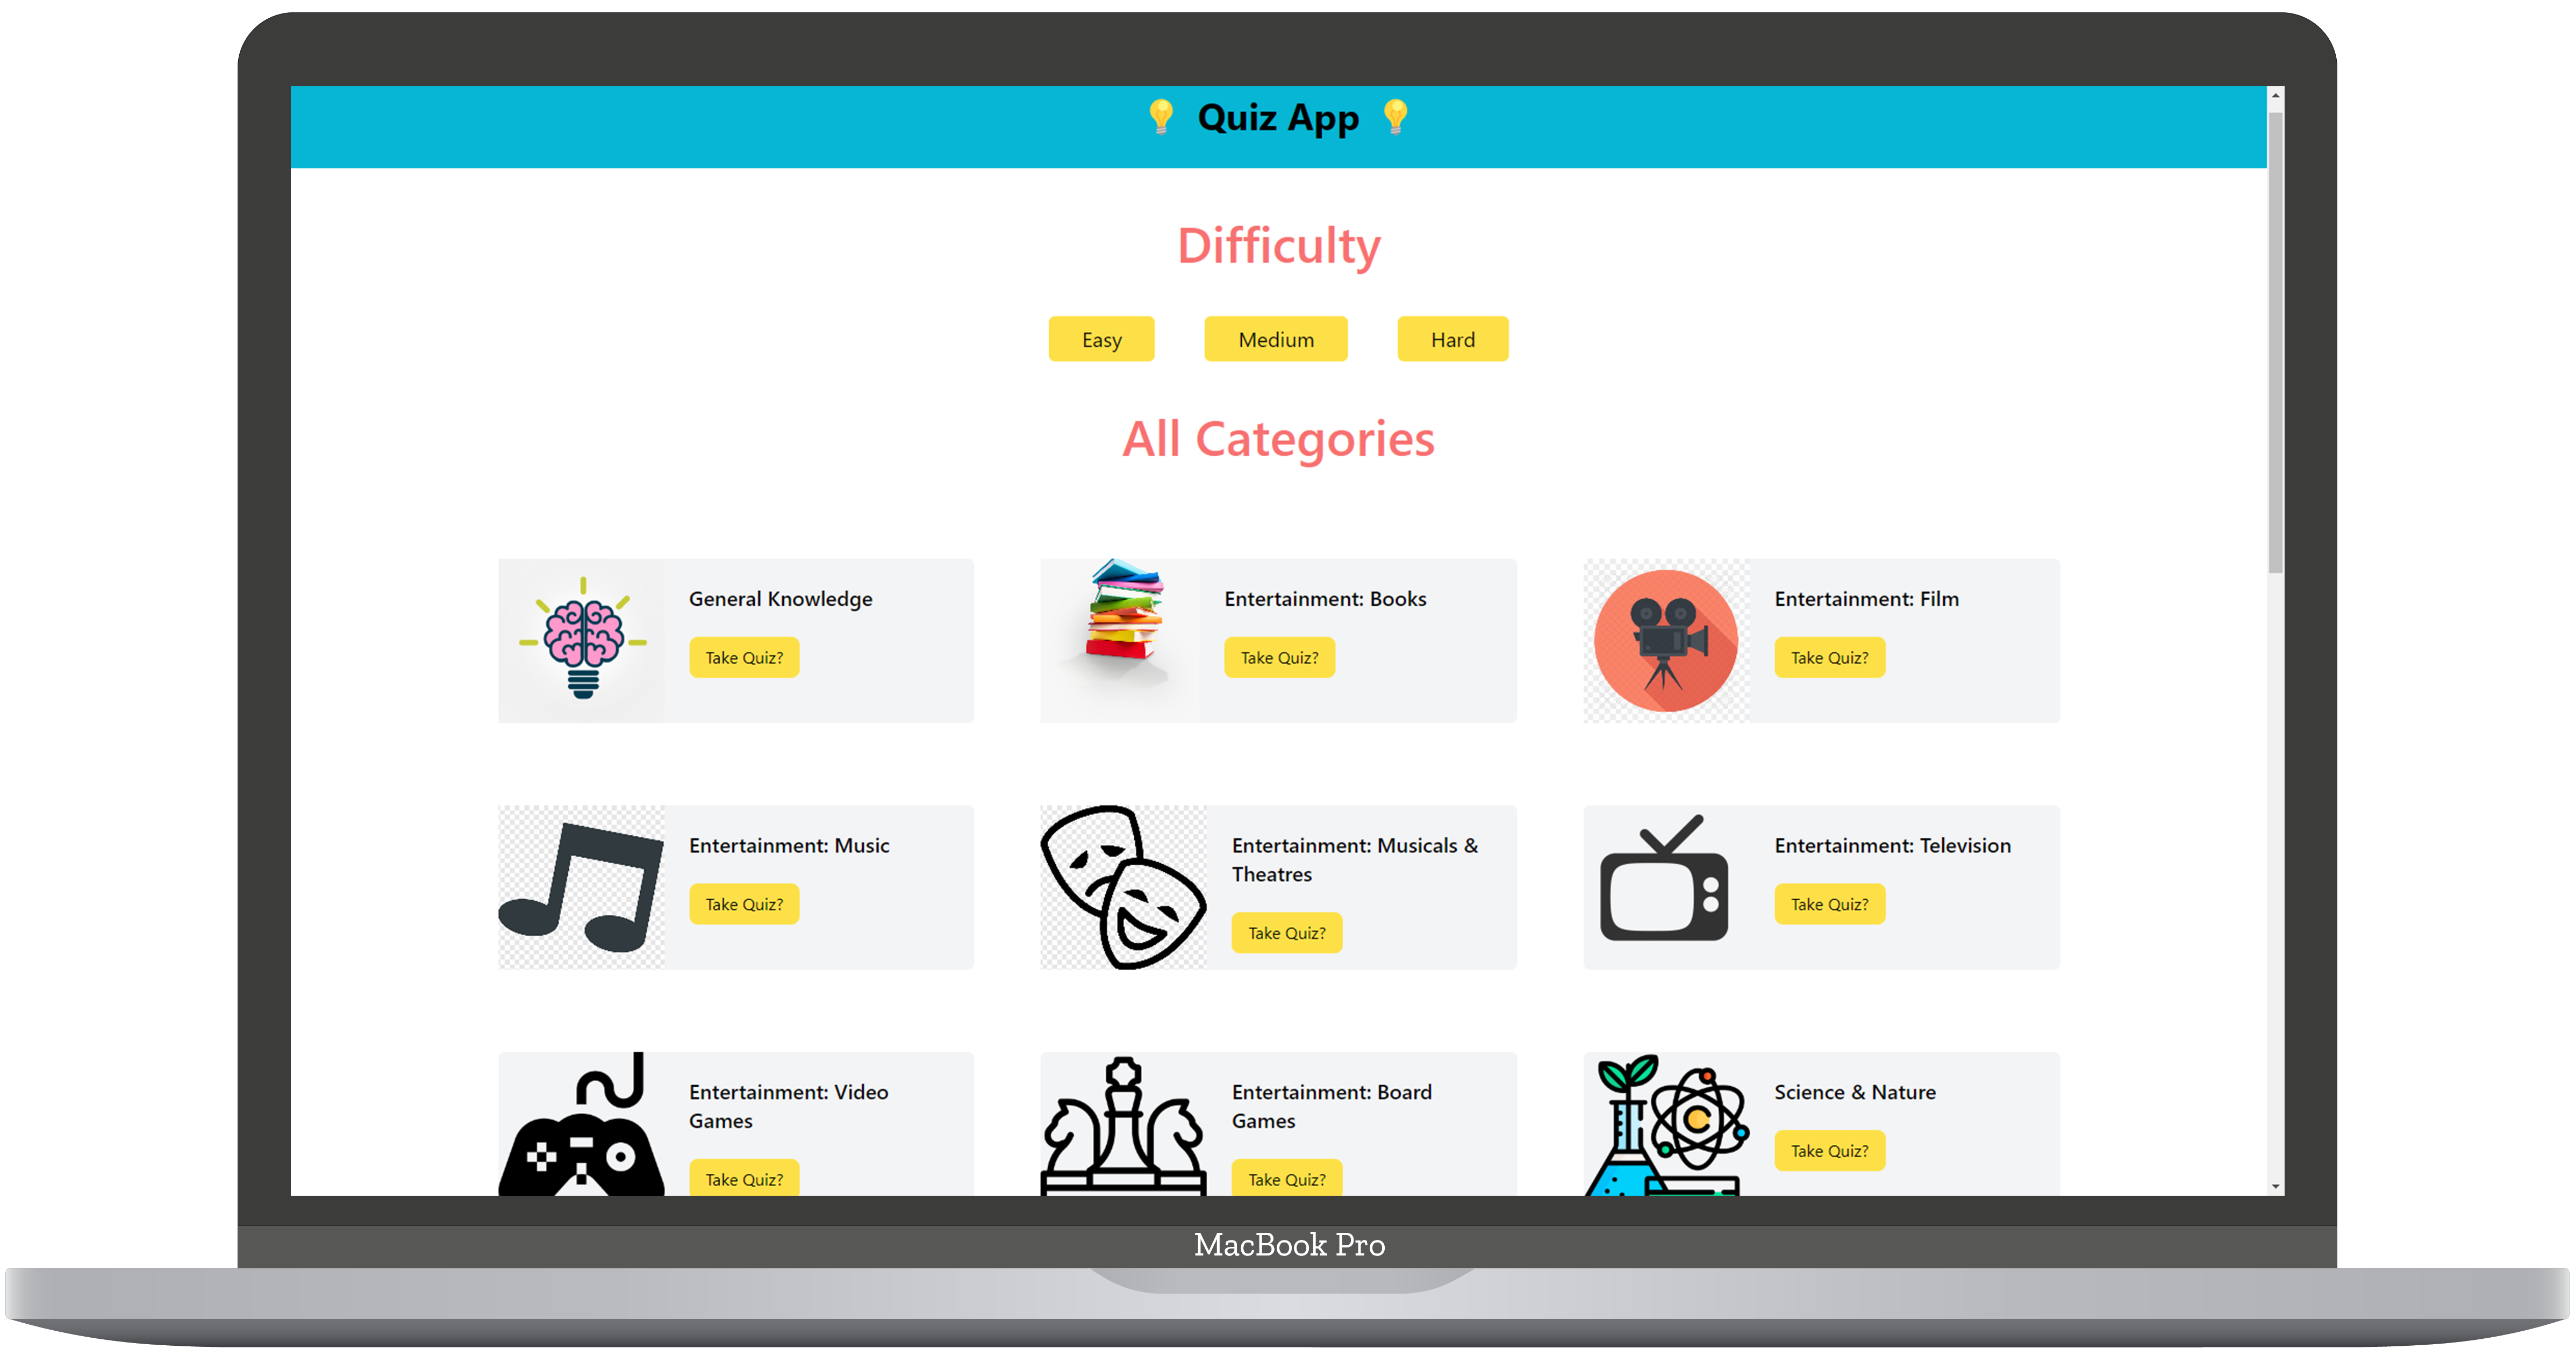 💡 Quiz App 💡
Difficulty
Easy
Medium
Hard
All Categories
General Knowledge
Take Quiz?
Entertainment: Books
Take Quiz?
Entertainment: Film
Take Quiz?
Entertainment: Music
Take Quiz?
Entertainment: Musicals &
Theatres
Take Quiz?
Entertainment: Television
Take Quiz?
Entertainment: Video
Games
Take Quiz?
Entertainment: Board
Games
Take Quiz?
Science & Nature
Take Quiz?
MacBook Pro